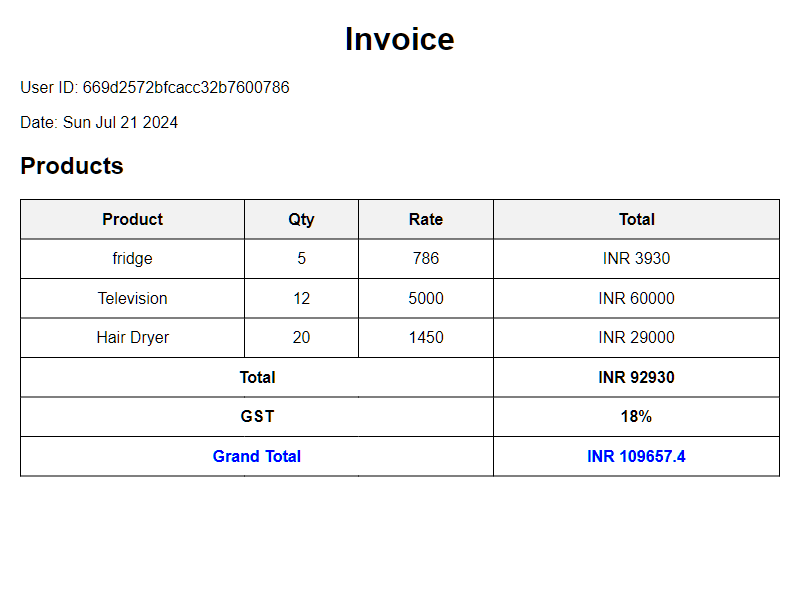 Invoice
User ID: 669d2572bfcacc32b7600786
Date: Sun Jul 21 2024
Products
Product Qty Rate Total
fridge 5 786 INR 3930
Television 12 5000 INR 60000
Hair Dryer 20 1450 INR 29000
Total INR 92930
GST 18%
Grand Total INR 109657.4